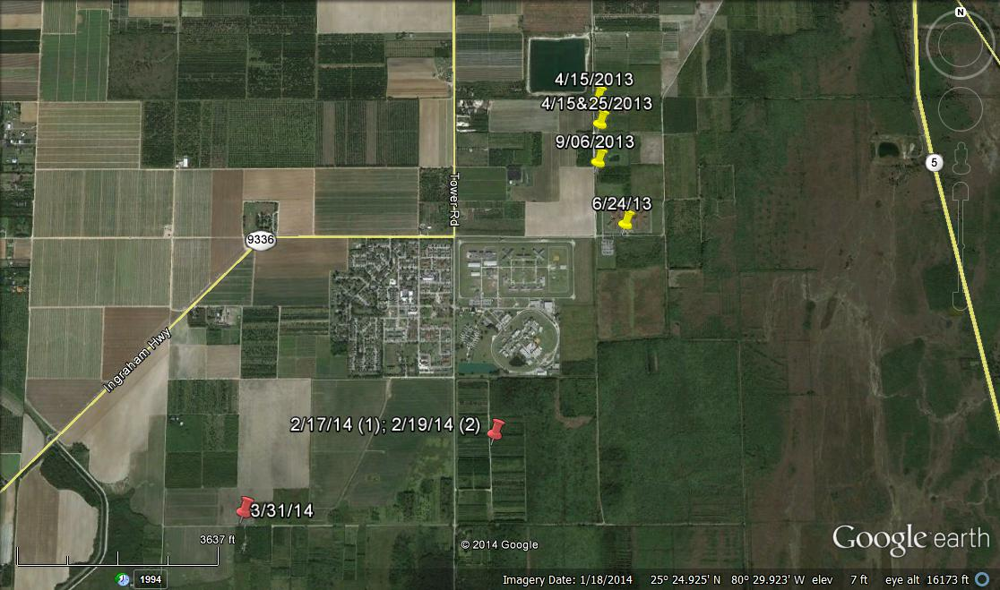 N
4/15/2013
4/15&25/2013
9/06/2013
5
Tower Rd
6/24/13
9336
Ingraham Hwy
2/17/14 (1); 2/19/14 (2)
3/31/14
3637 ft
© 2014 Google
Google earth
1994
Imagery Date: 1/18/2014 25° 24.925' N 80° 29.923' W elev 7 ft eye alt 16173 ft